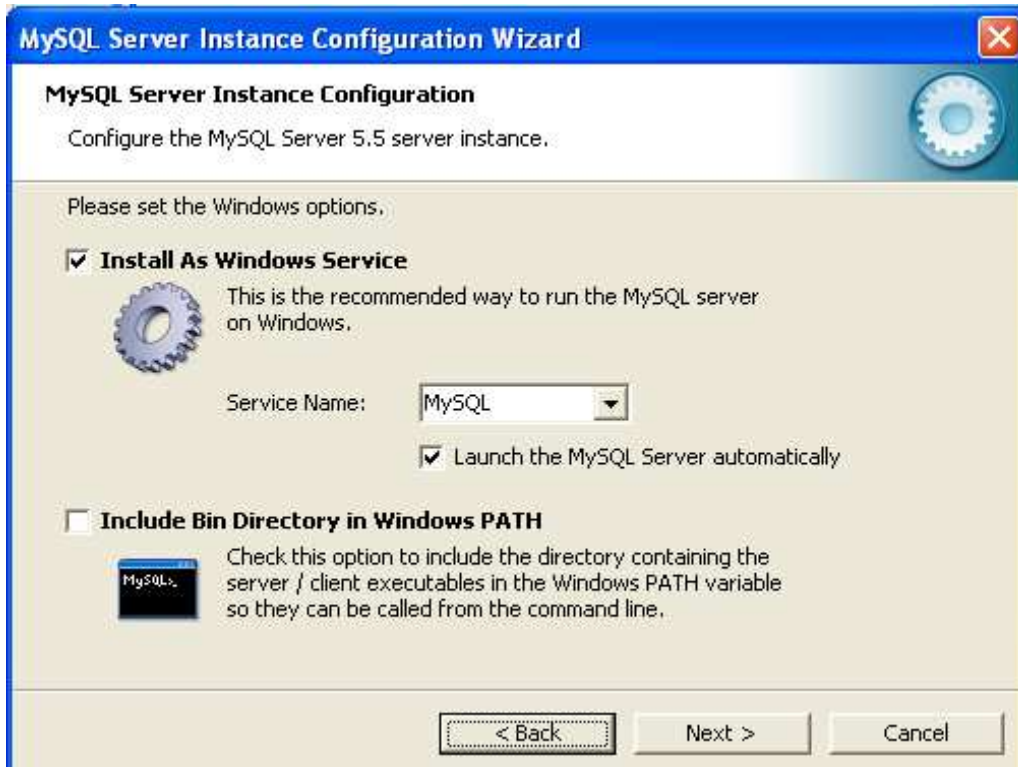 MySQL Server Instance Configuration Wizard
MySQL Server Instance Configuration
Configure the MySQL Server 5.5 server instance.
Please set the Windows options.
Install As Windows Service
This is the recommended way to run the MySQL server
on Windows.
Service Name: MySQL
Launch the MySQL Server automatically
Include Bin Directory in Windows PATH
MySQL>_
Check this option to include the directory containing the
server / client executables in the Windows PATH variable
so they can be called from the command line.
< Back Next > Cancel